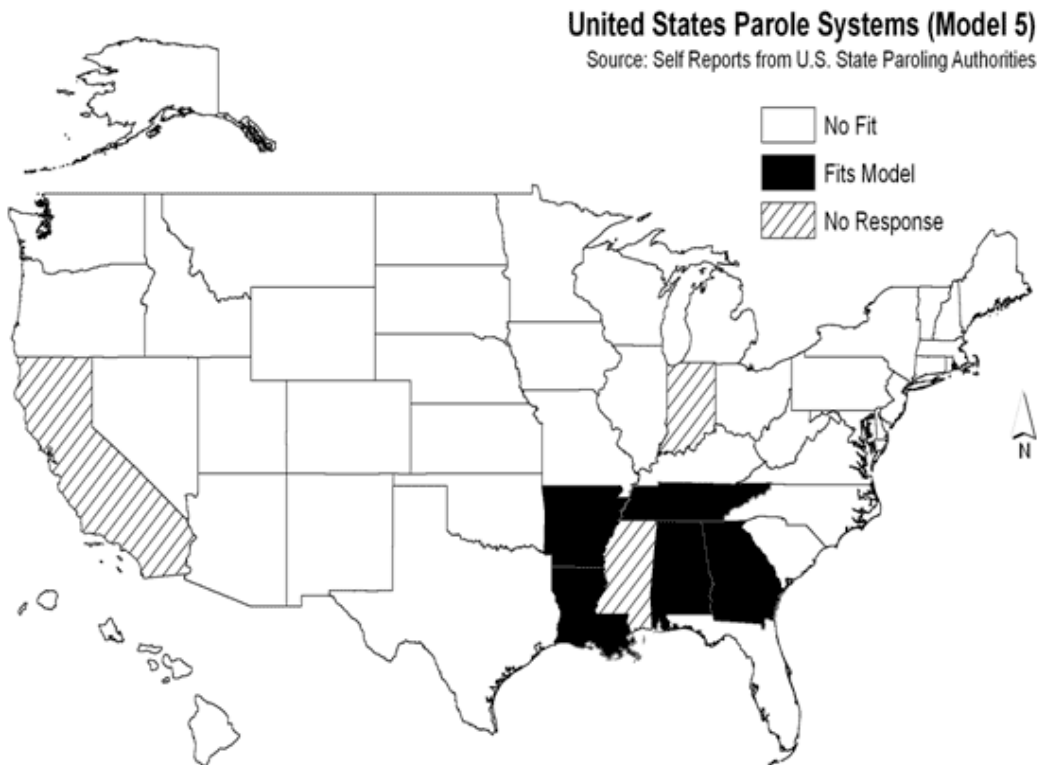 United States Parole Systems (Model 5)
Source: Self Reports from U.S. State Paroling Authorities
No Fit
Fits Model
No Response
N